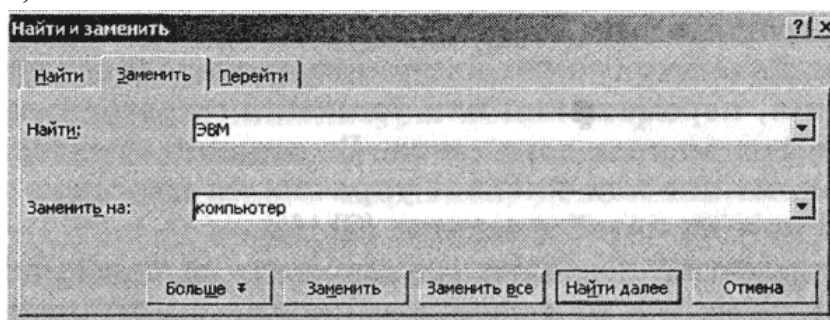 )
Найти и заменить ? x
Найти Заменить Перейти
Найти: ЭВМ
Заменить на: компьютер
Больше Заменить Заменить все Найти далее Отмена